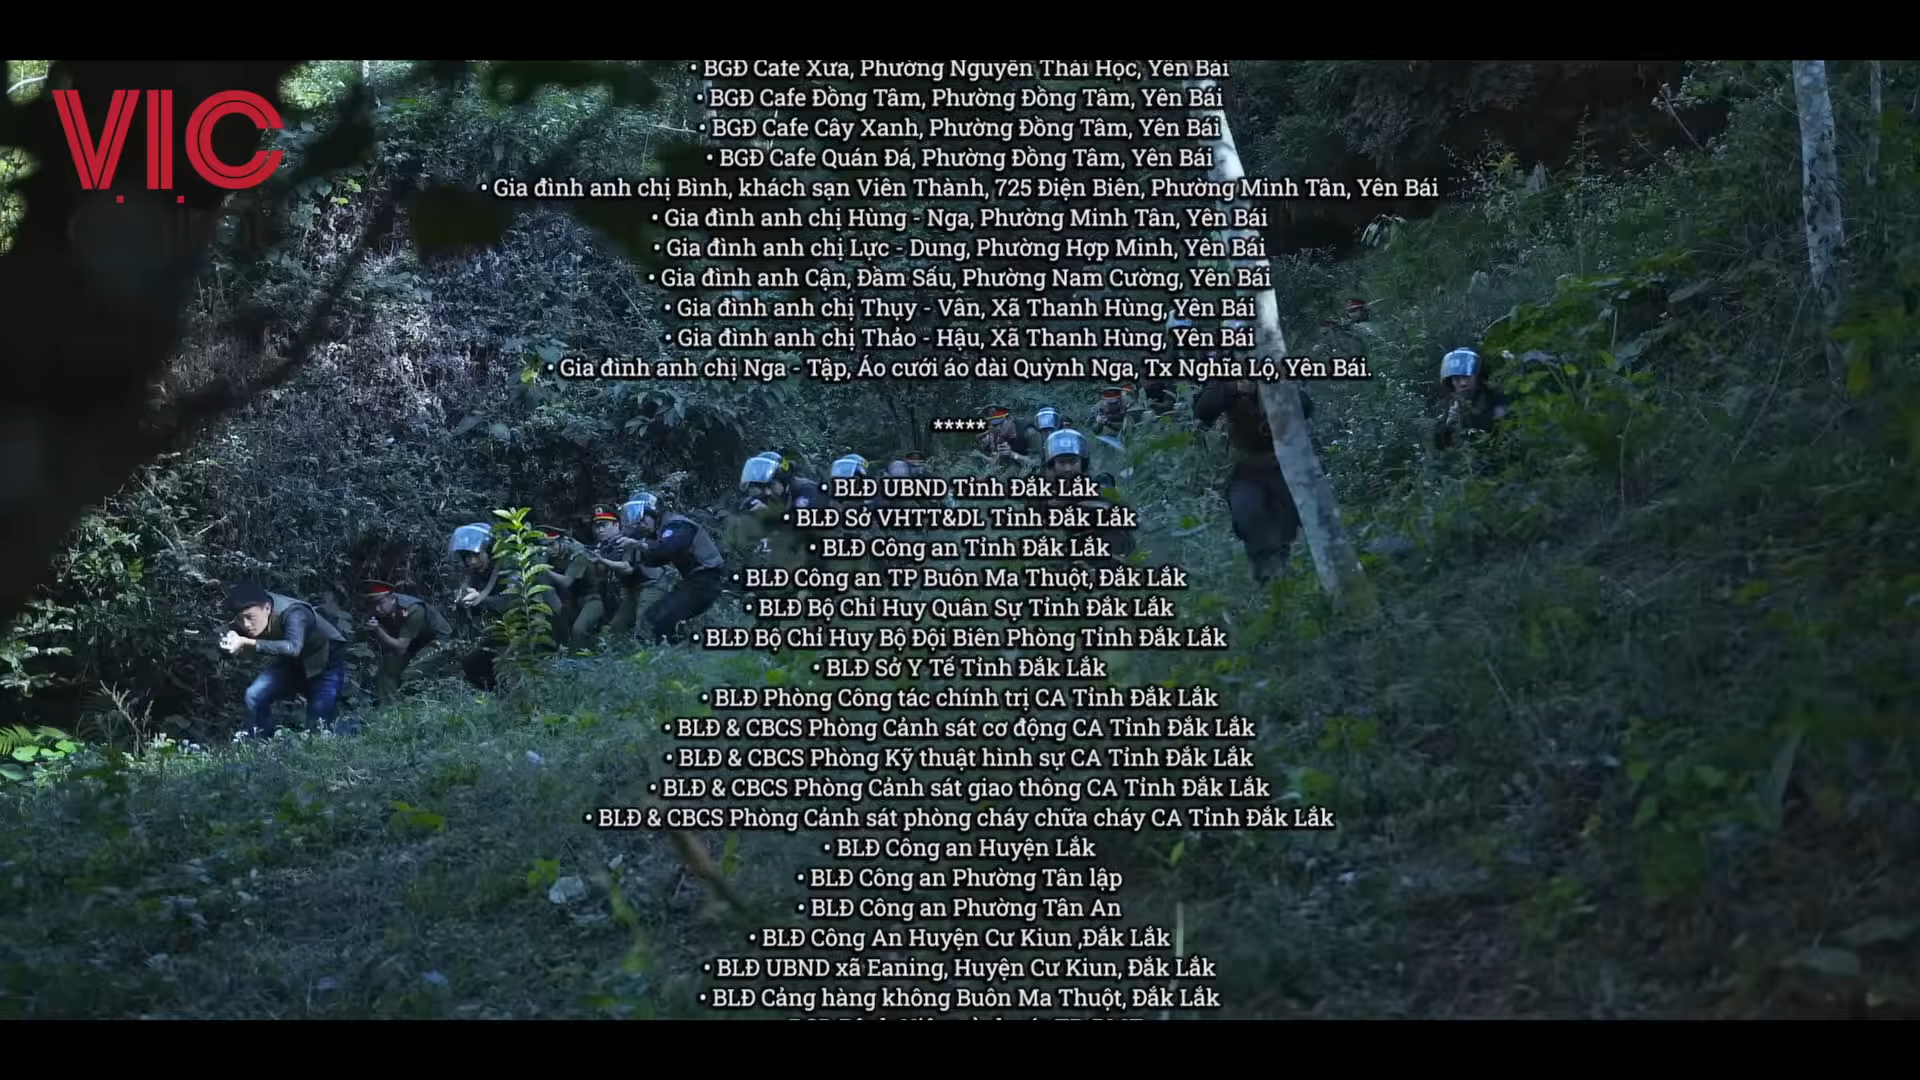 VIC
• BGĐ Cafe Xưa, Phường Nguyễn Thái Học, Yên Bái
• BGĐ Cafe Đồng Tâm, Phường Đồng Tâm, Yên Bái
• BGĐ Cafe Cây Xanh, Phường Đồng Tâm, Yên Bái
• BGĐ Cafe Quán Đá, Phường Đồng Tâm, Yên Bái
• Gia đình anh chị Bình, khách sạn Viên Thành, 725 Điện Biên, Phường Minh Tân, Yên Bái
• Gia đình anh chị Hùng - Nga, Phường Minh Tân, Yên Bái
• Gia đình anh chị Lực - Dung, Phường Hợp Minh, Yên Bái
• Gia đình anh Cận, Đầm Sấu, Phường Nam Cường, Yên Bái
• Gia đình anh chị Thụy - Vân, Xã Thanh Hùng, Yên Bái
• Gia đình anh chị Thảo - Hậu, Xã Thanh Hùng, Yên Bái
• Gia đình anh chị Nga - Tập, Áo cưới áo dài Quỳnh Nga, Tx Nghĩa Lộ, Yên Bái.
*****
• BLĐ UBND Tỉnh Đắk Lắk
• BLĐ Sở VHTT&DL Tỉnh Đắk Lắk
• BLĐ Công an Tỉnh Đắk Lắk
• BLĐ Công an TP Buôn Ma Thuột, Đắk Lắk
• BLĐ Bộ Chỉ Huy Quân Sự Tỉnh Đắk Lắk
• BLĐ Bộ Chỉ Huy Bộ Đội Biên Phòng Tỉnh Đắk Lắk
• BLĐ Sở Y Tế Tỉnh Đắk Lắk
• BLĐ Phòng Công tác chính trị CA Tỉnh Đắk Lắk
• BLĐ & CBCS Phòng Cảnh sát cơ động CA Tỉnh Đắk Lắk
• BLĐ & CBCS Phòng Kỹ thuật hình sự CA Tỉnh Đắk Lắk
• BLĐ & CBCS Phòng Cảnh sát giao thông CA Tỉnh Đắk Lắk
• BLĐ & CBCS Phòng Cảnh sát phòng cháy chữa cháy CA Tỉnh Đắk Lắk
• BLĐ Công an Huyện Lắk
• BLĐ Công an Phường Tân lập
• BLĐ Công an Phường Tân An
• BLĐ Công An Huyện Cư Kiun ,Đắk Lắk
• BLĐ UBND xã Eaning, Huyện Cư Kiun, Đắk Lắk
• BLĐ Cảng hàng không Buôn Ma Thuột, Đắk Lắk